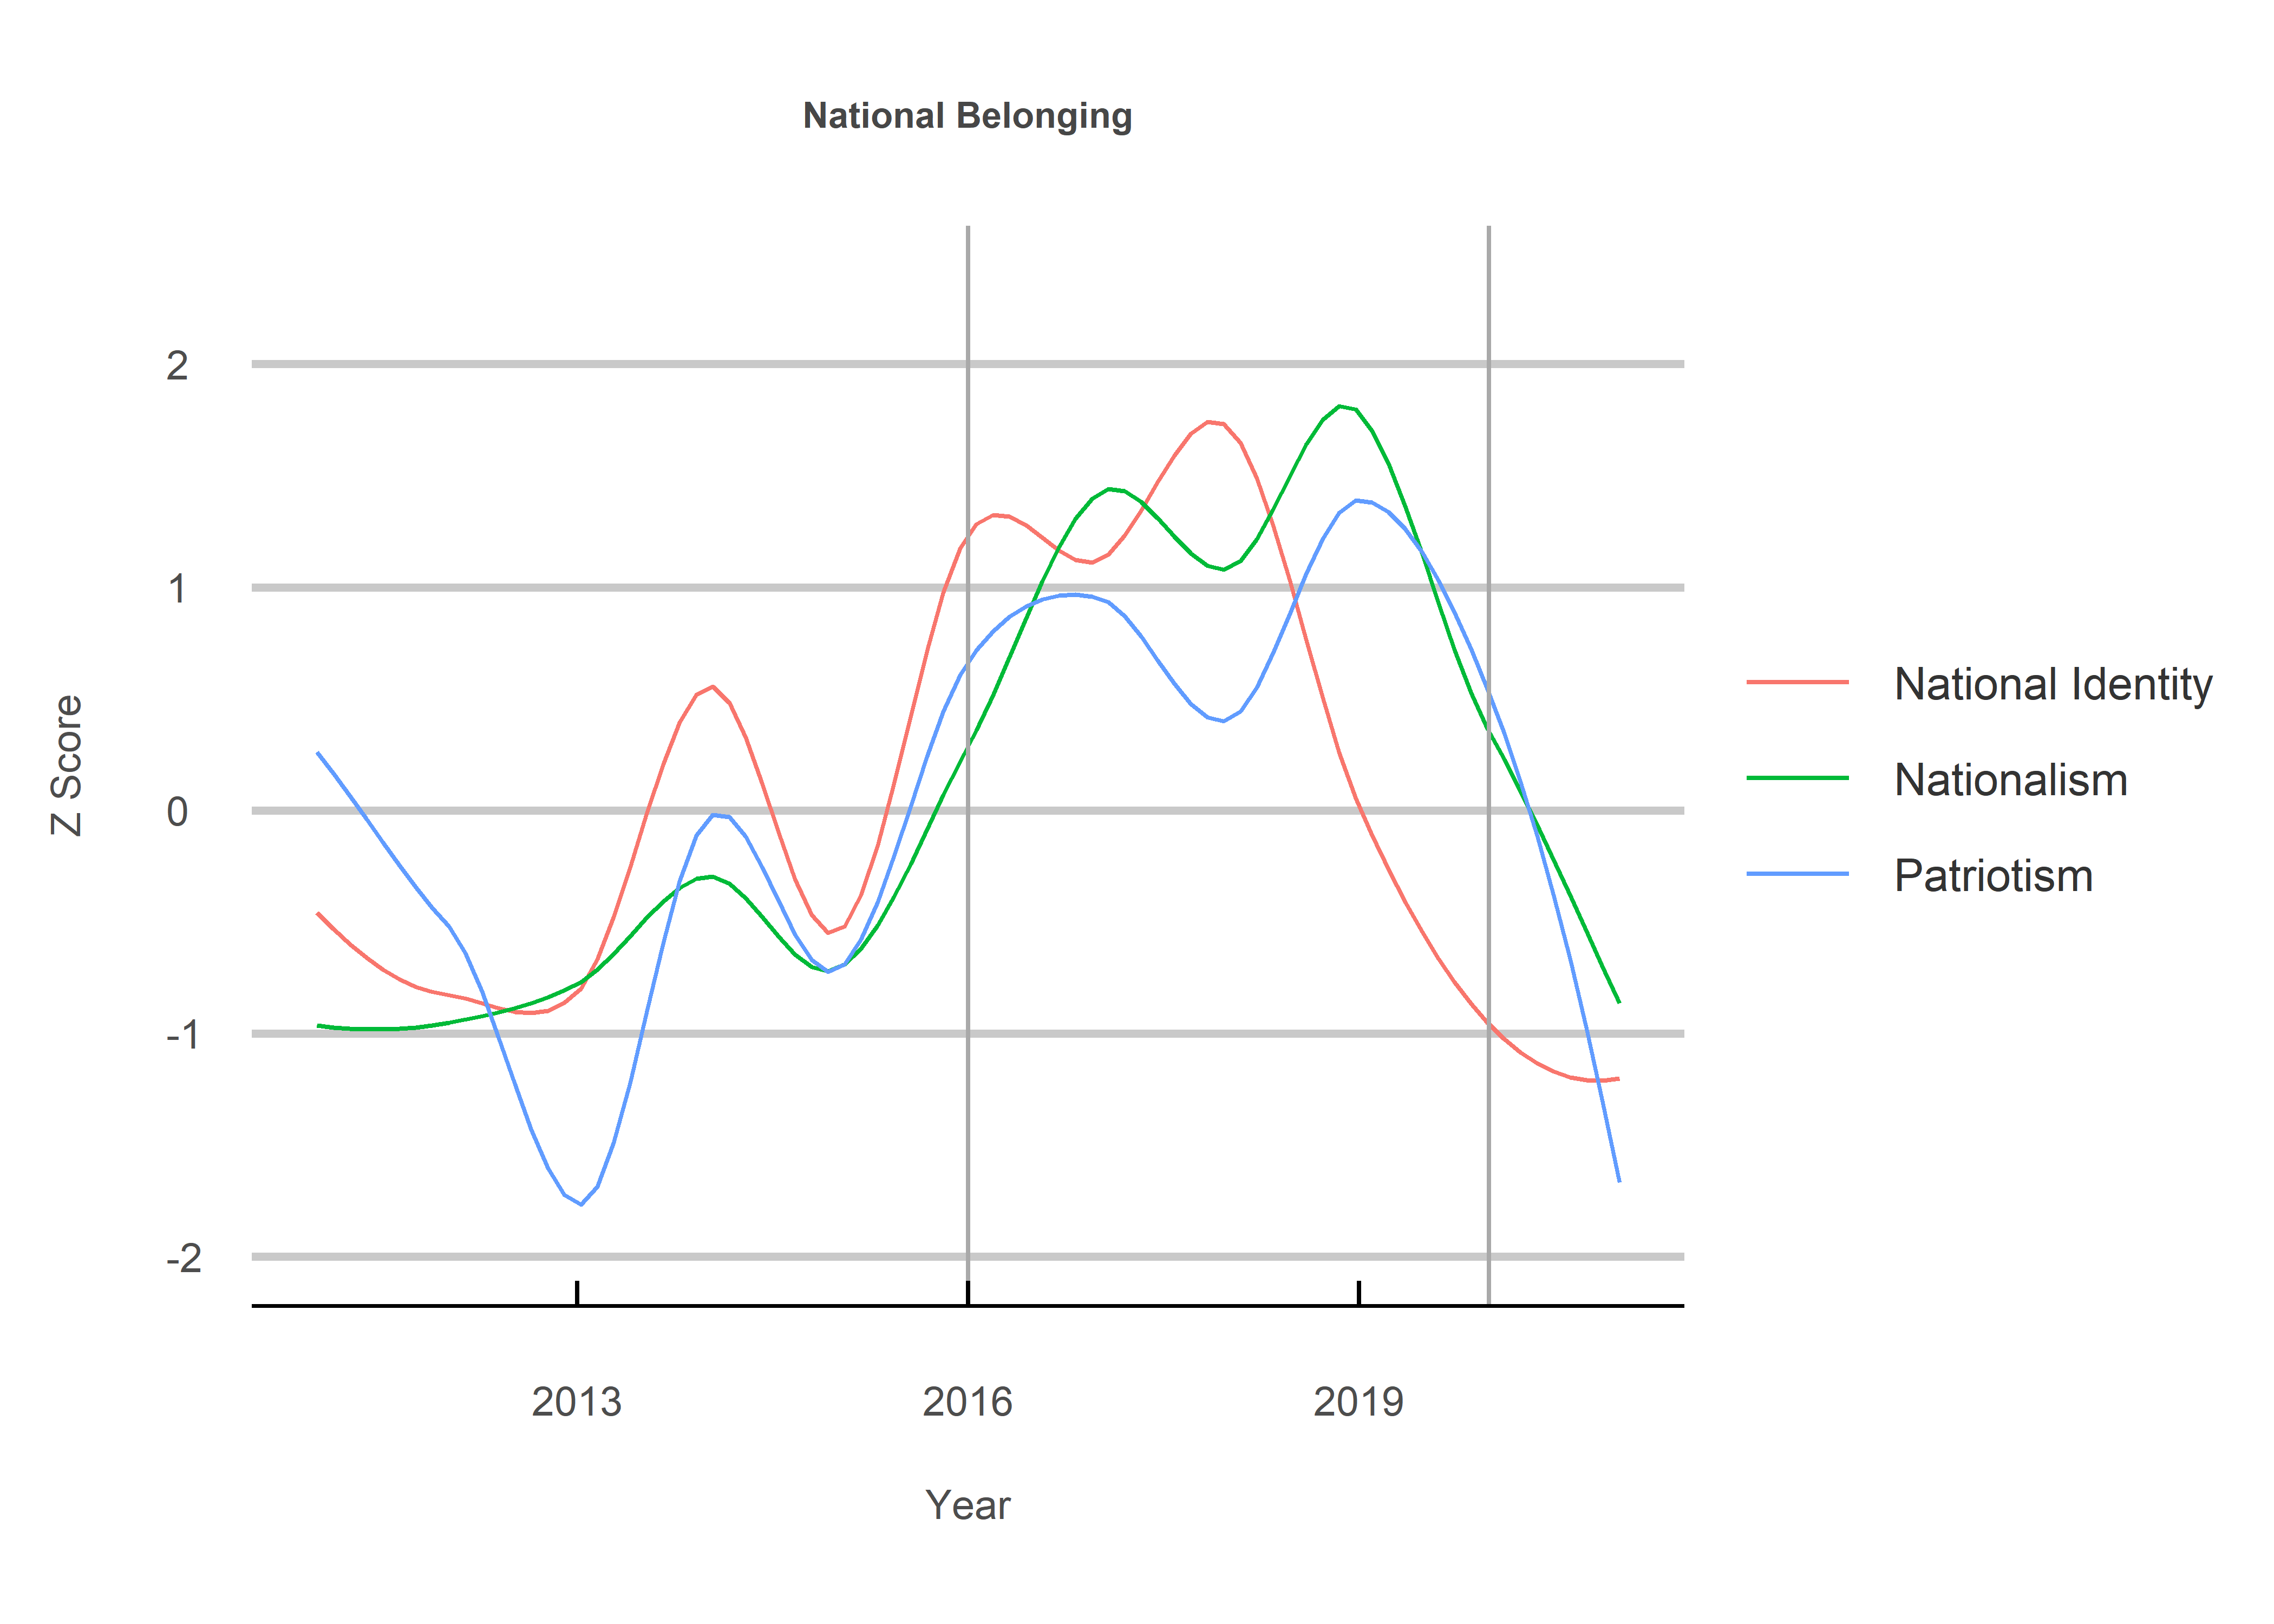 National Belonging
2
1
0
-1
-2
Z Score
2013
2016
2019
Year
National Identity
Nationalism
Patriotism